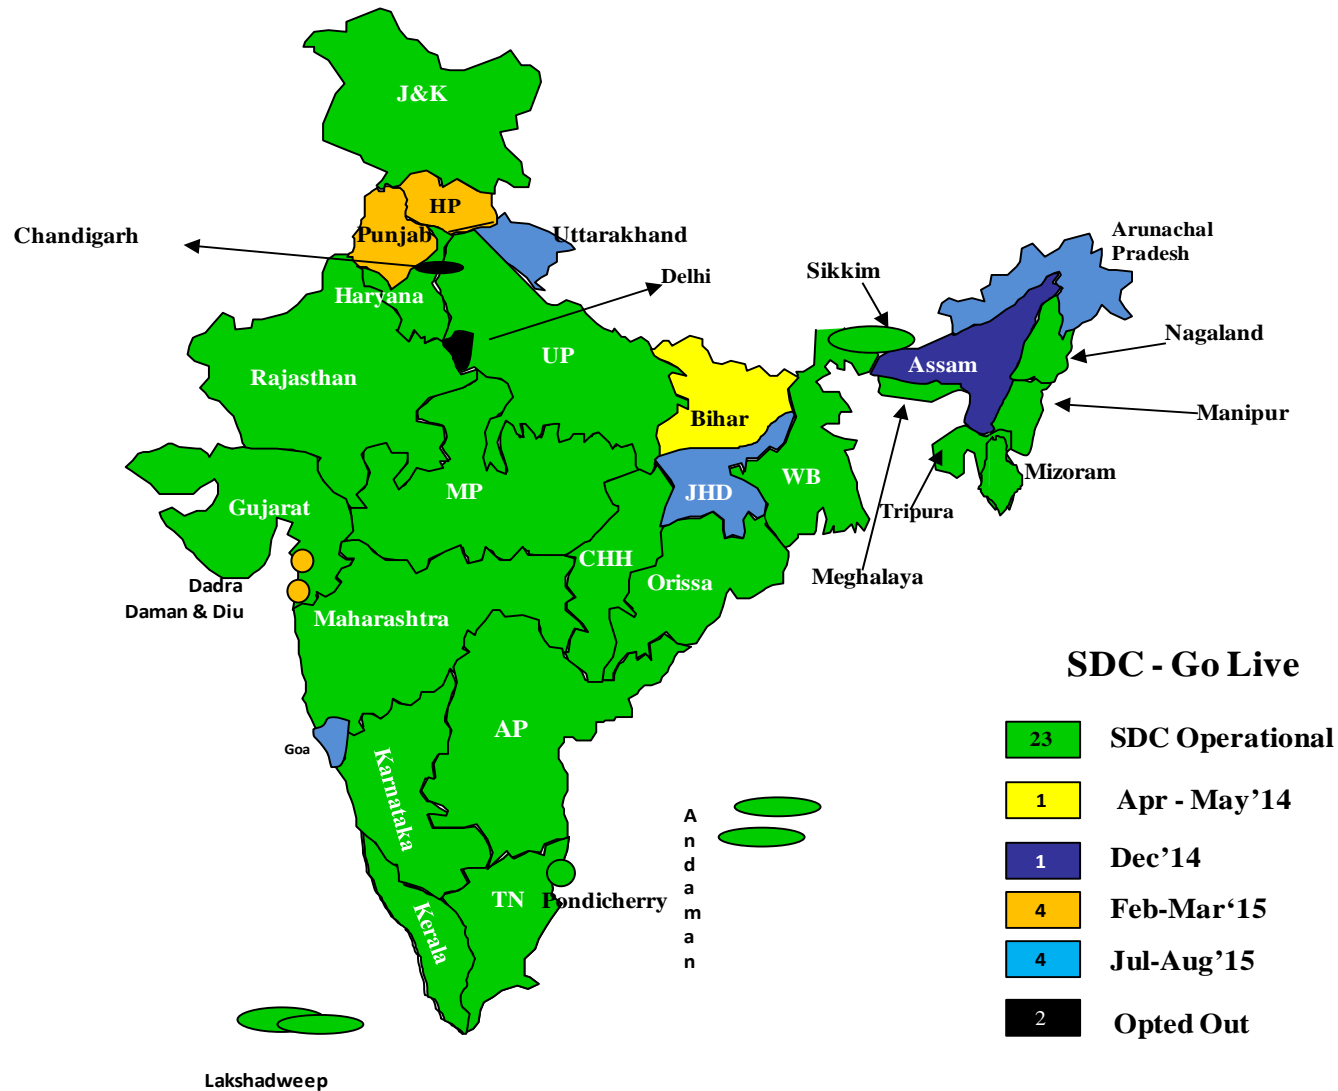 J&K
HP
Punjab
Chandigarh
Uttarakhand
Arunachal
Pradesh
Sikkim
Delhi
Haryana
Nagaland
UP
Assam
Rajasthan
Manipur
Bihar
Mizoram
WB
MP
JHD
Gujarat
Tripura
CHH
Meghalaya
Orissa
Dadra
Daman & Diu
Maharashtra
SDC - Go Live
AP
23 SDC Operational
Goa
Karnataka
1 Apr - May’14
Andaman
1 Dec’14
TN
Pondicherry
4 Feb-Mar‘15
Kerala
4 Jul-Aug’15
2 Opted Out
Lakshadweep